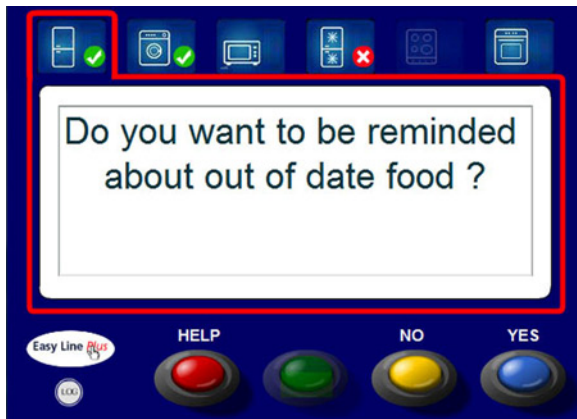 Do you want to be reminded
about out of date food ?
HELP
NO
YES
Easy Line Plus
LOG